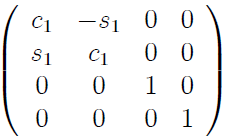 c₁ -s₁ 0 0
s₁ c₁ 0 0
0 0 1 0
0 0 0 1